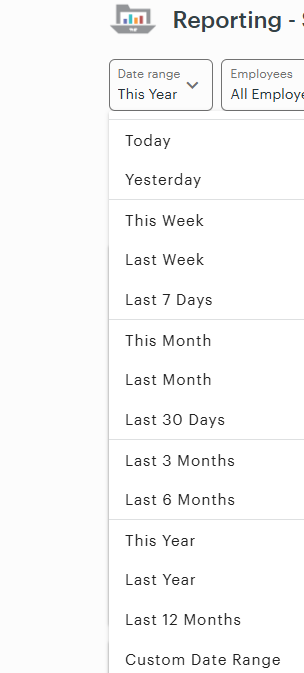 Reporting -
Date range
This Year
Employees
All
Today
Yesterday
This Week
Last Week
Last 7 Days
This Month
Last Month
Last 30 Days
Last 3 Months
Last 6 Months
This Year
Last Year
Last 12 Months
Custom Date Range